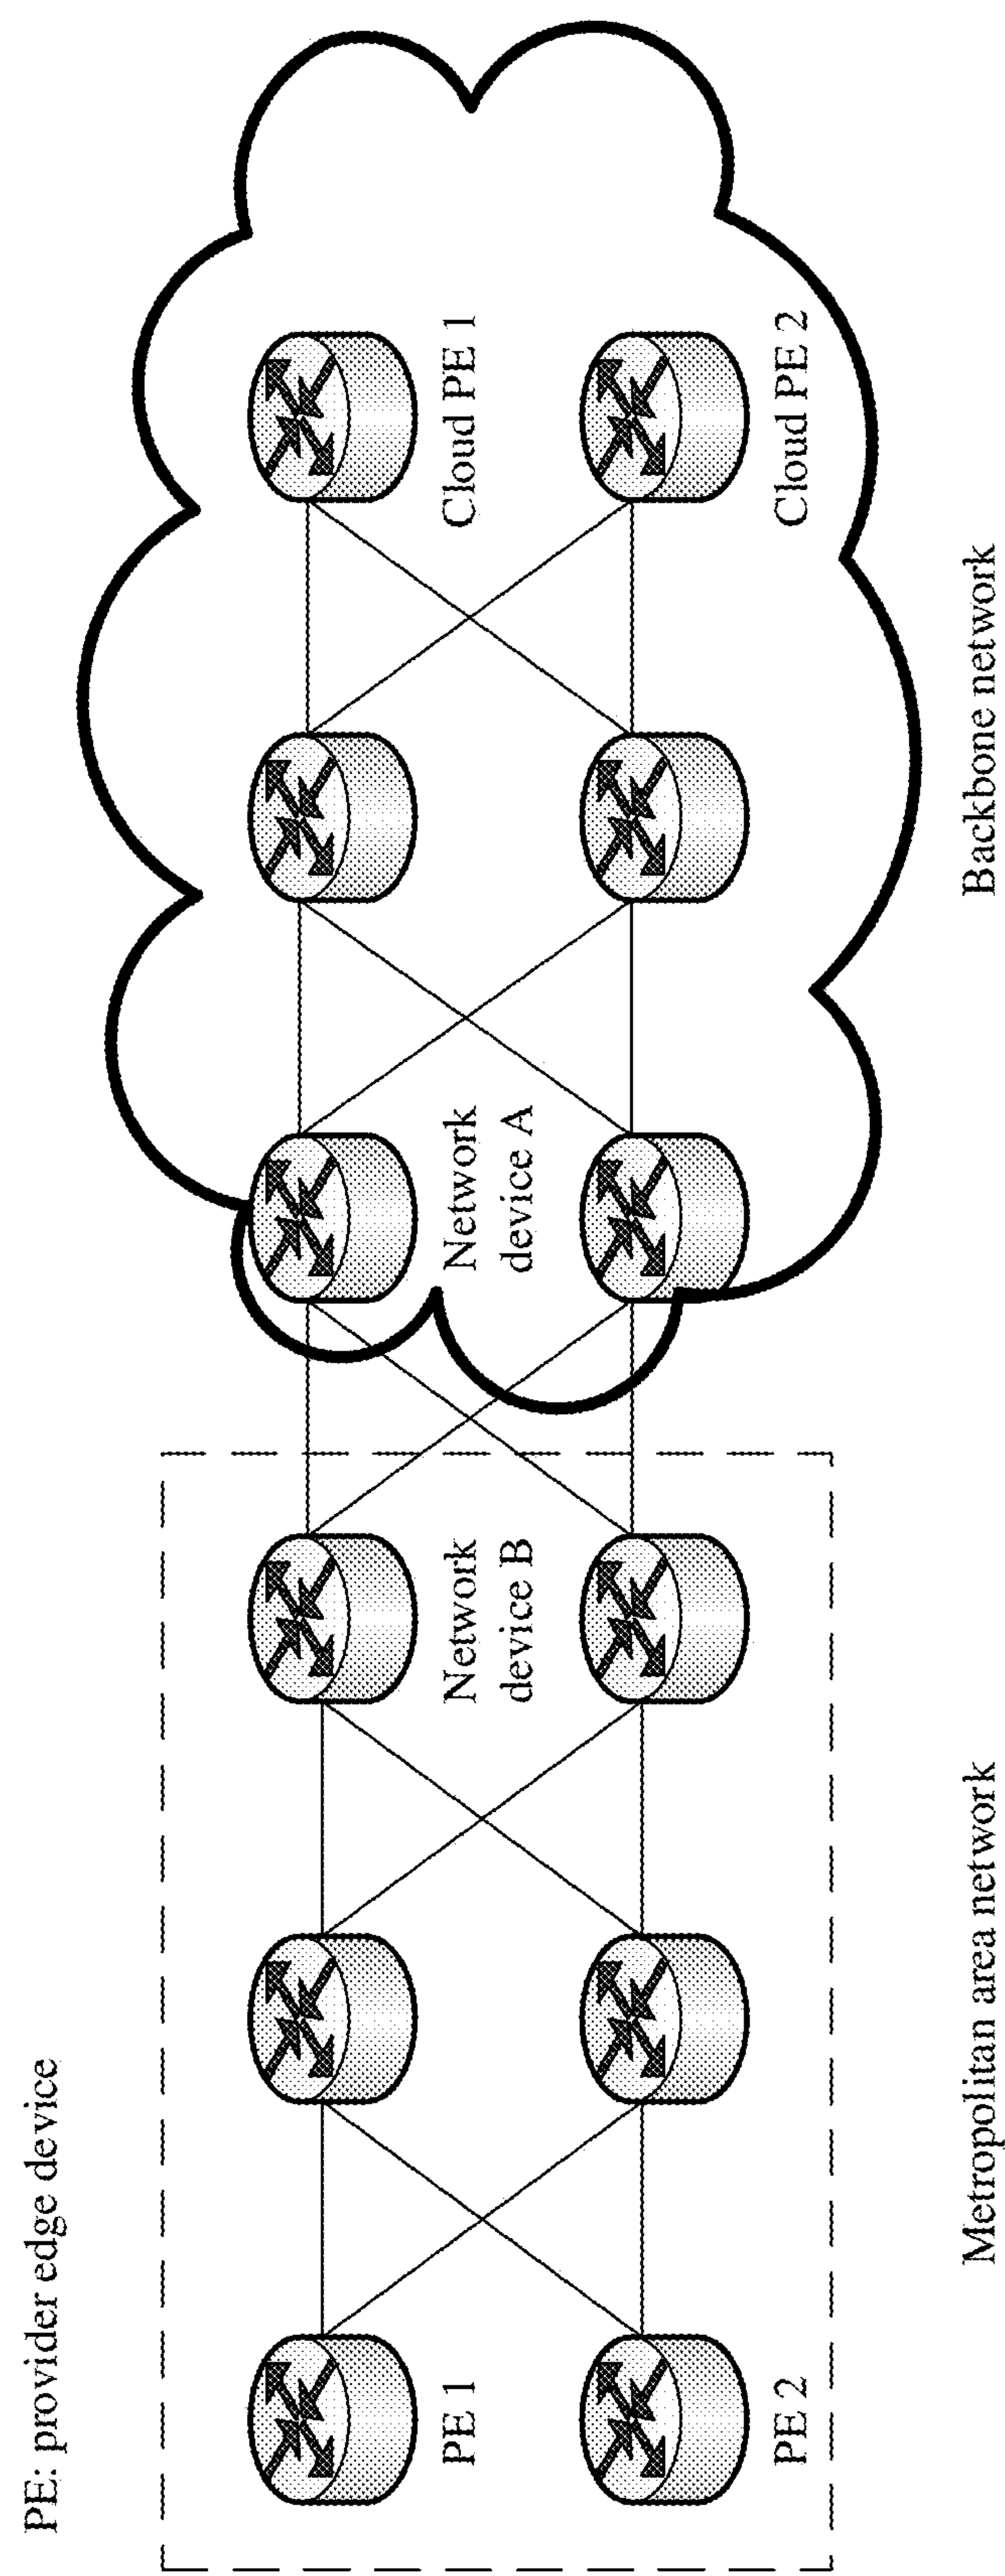 PE: provider edge device
PE 1
Network
device B
Network
device A
Cloud PE 1
PE 2
Cloud PE 2
Metropolitan area network
Backbone network